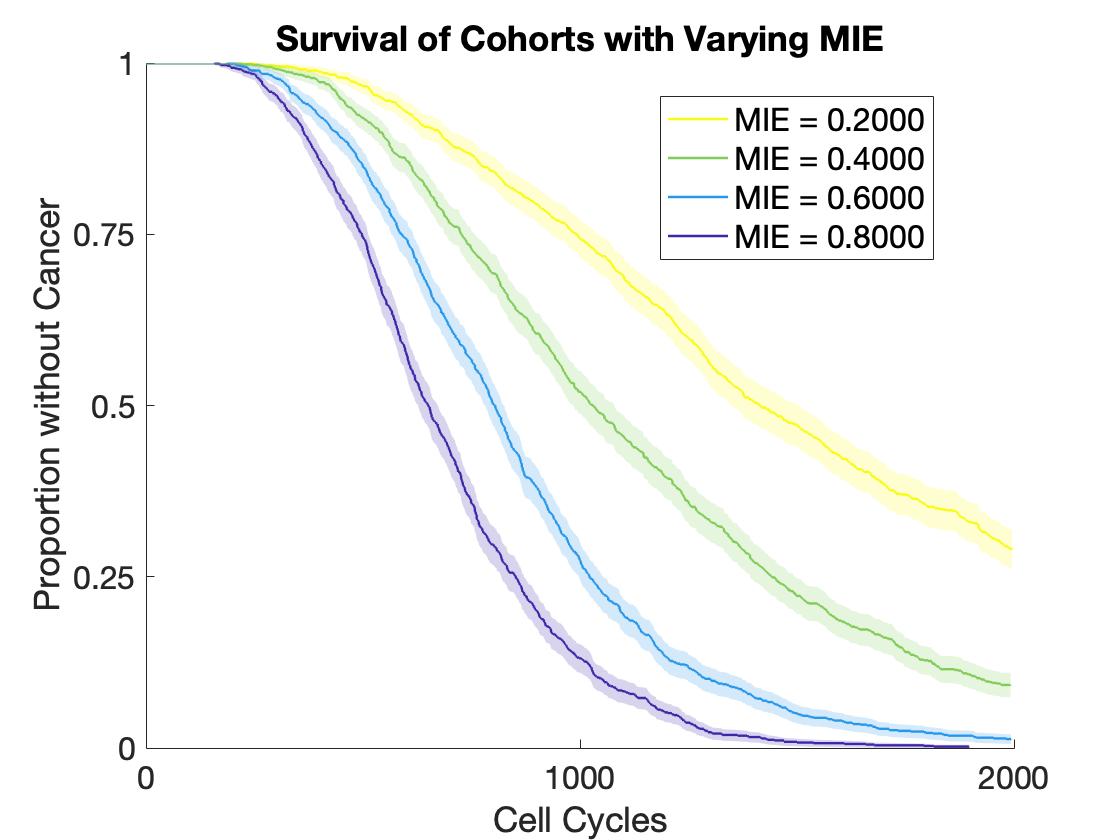 Survival of Cohorts with Varying MIE
1
0.75
0.5
0.25
0
Proportion without Cancer
MIE = 0.2000
MIE = 0.4000
MIE = 0.6000
MIE = 0.8000
0 1000 2000
Cell Cycles